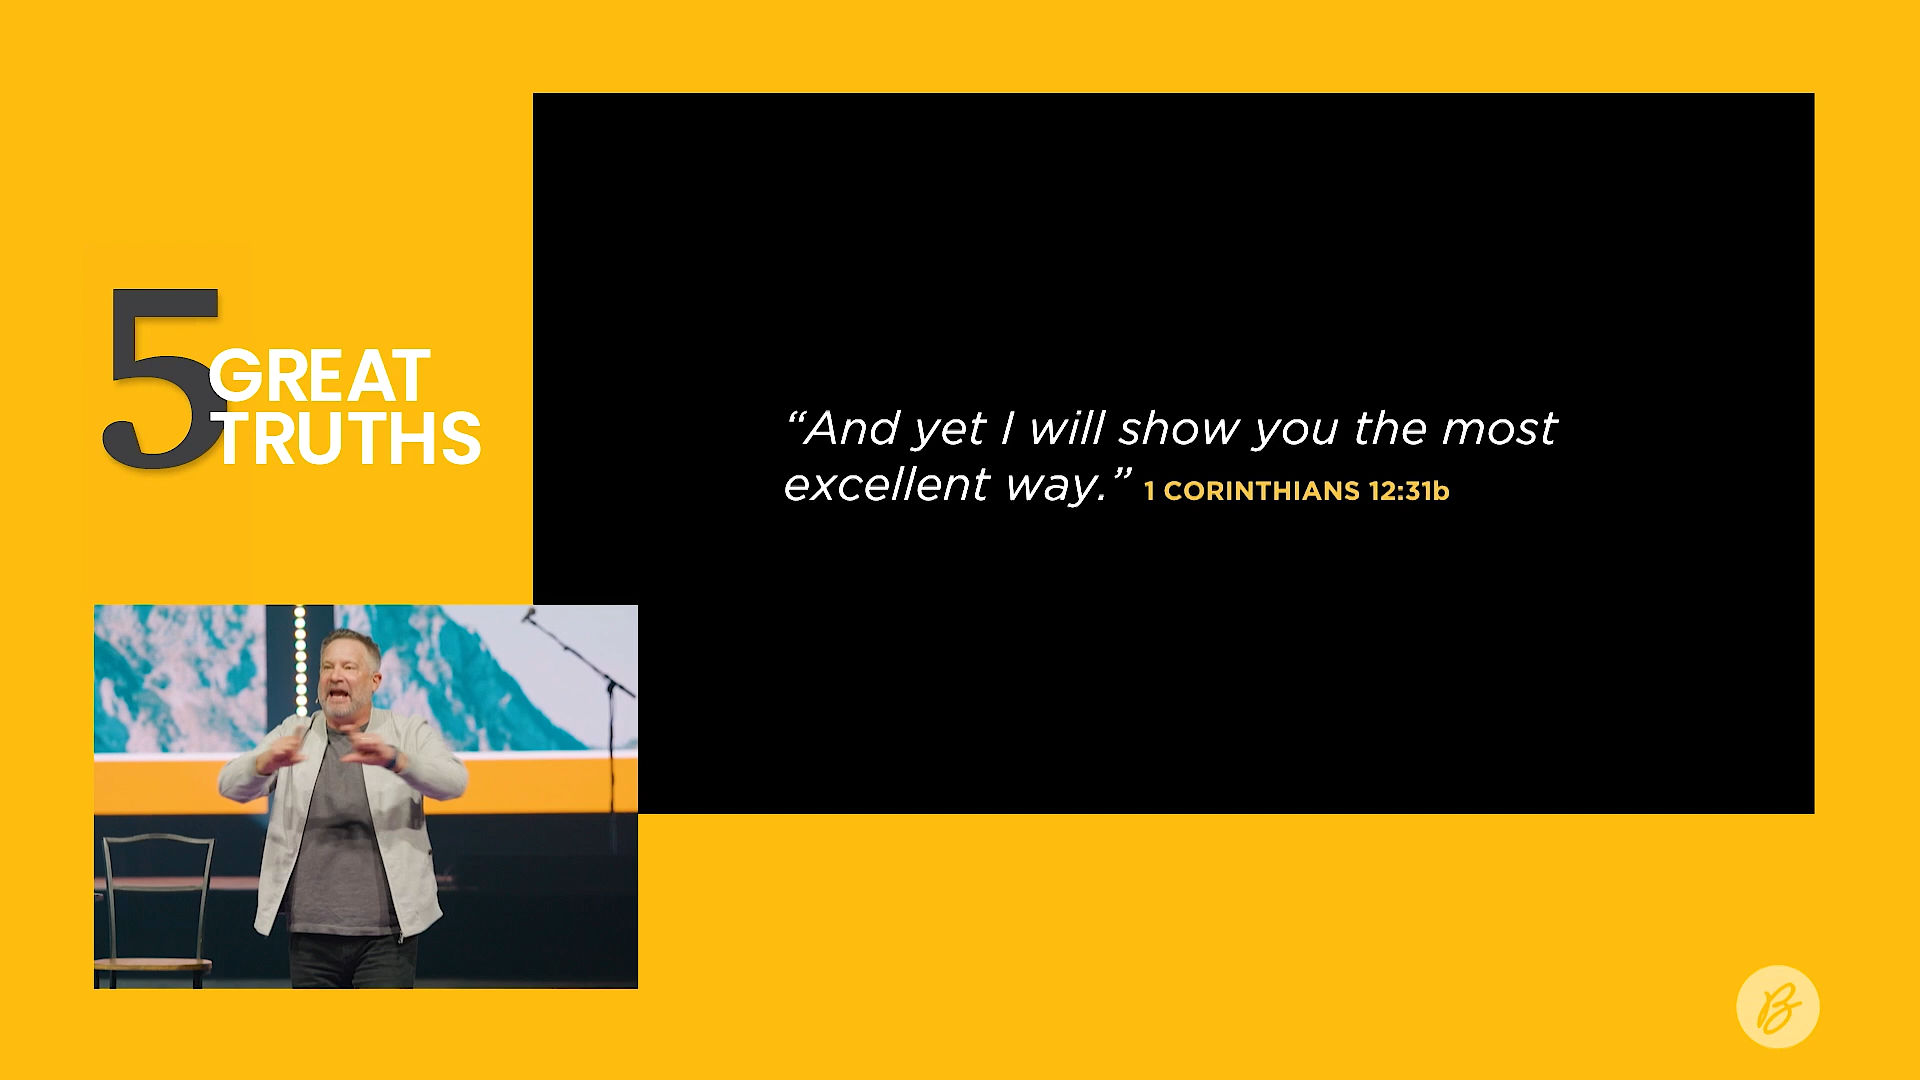 5
GREAT
TRUTHS
“And yet I will show you the most
excellent way.” 1 CORINTHIANS 12:31b
B